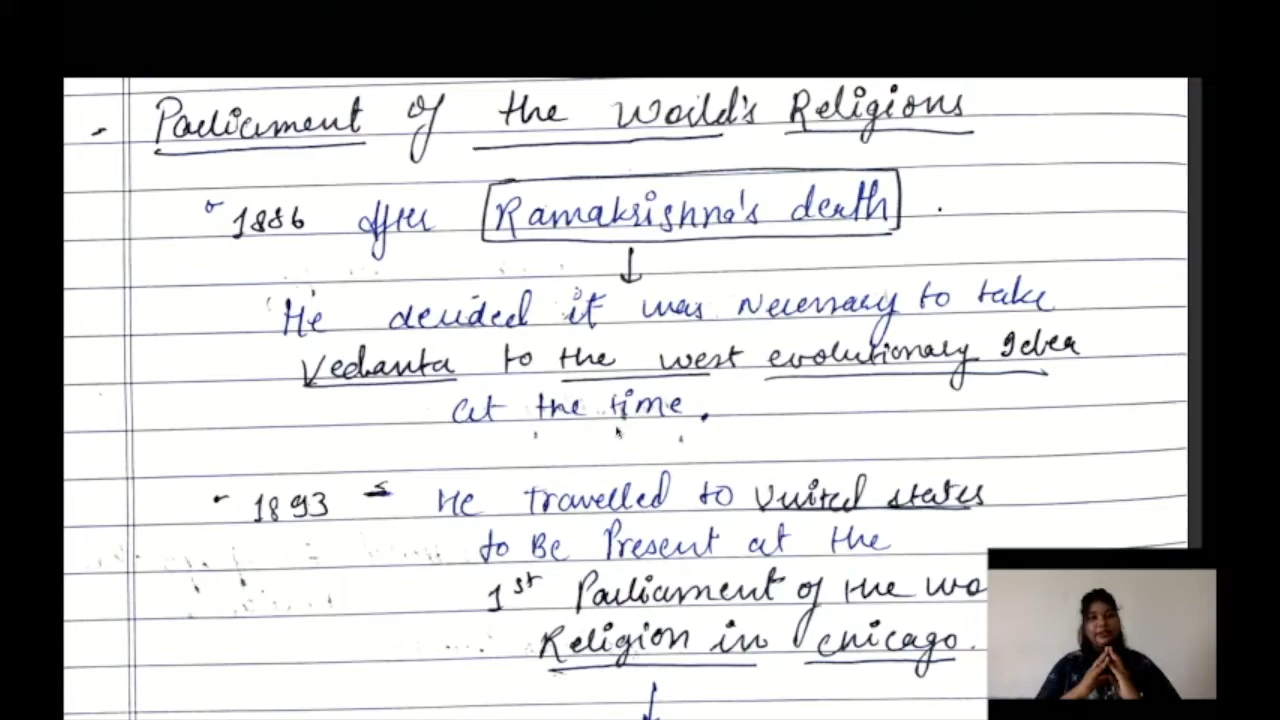 - Parliament of the World's Religions
1886 after Ramakrishna's death.
↓
He decided it was necessary to take
Vedanta to the west evolutionary Idea
at the time.
1893 - He travelled to United states
to Be Present at the
1st Parliament of the wo
Religion in Chicago.
↓